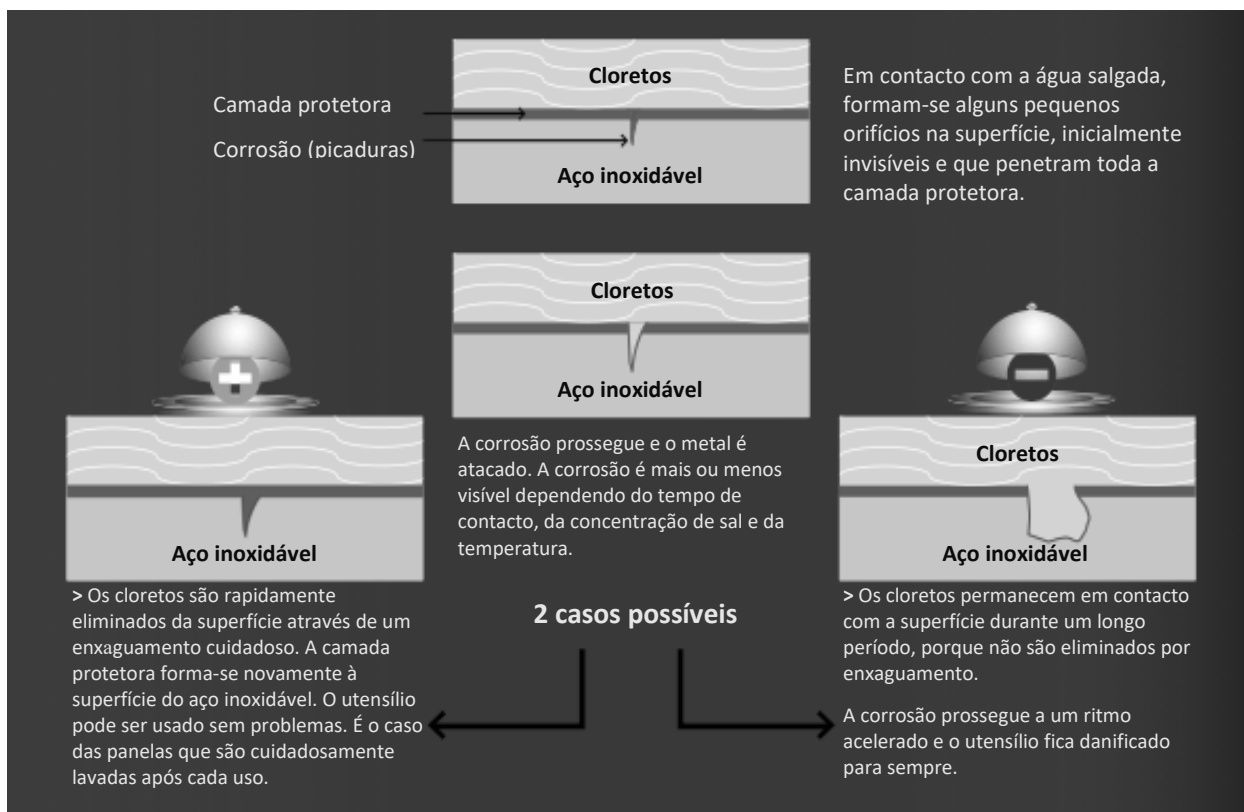 Cloretos
Camada protetora
Corrosão (picaduras)
Aço inoxidável
Em contacto com a água salgada,
formam-se alguns pequenos
orifícios na superfície, inicialmente
invisíveis e que penetram toda a
camada protetora.
Cloretos
Aço inoxidável
A corrosão prossegue e o metal é
atacado. A corrosão é mais ou menos
visível dependendo do tempo de
contacto, da concentração de sal e da
temperatura.
2 casos possíveis
Aço inoxidável
> Os cloretos são rapidamente
eliminados da superfície através de um
enxaguamento cuidadoso. A camada
protetora forma-se novamente à
superfície do aço inoxidável. O utensílio
pode ser usado sem problemas. É o caso
das panelas que são cuidadosamente
lavadas após cada uso.
Cloretos
Aço inoxidável
> Os cloretos permanecem em contacto
com a superfície durante um longo
período, porque não são eliminados por
enxaguamento.
A corrosão prossegue a um ritmo
acelerado e o utensílio fica danificado
para sempre.